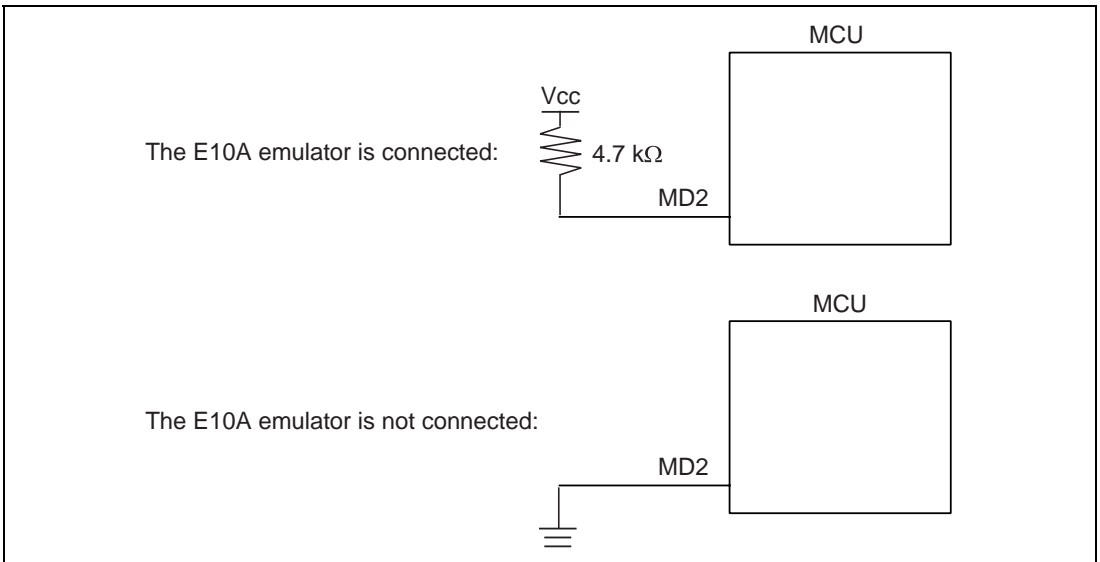 MCU
Vcc
The E10A emulator is connected:
4.7 kΩ
MD2
MCU
The E10A emulator is not connected:
MD2